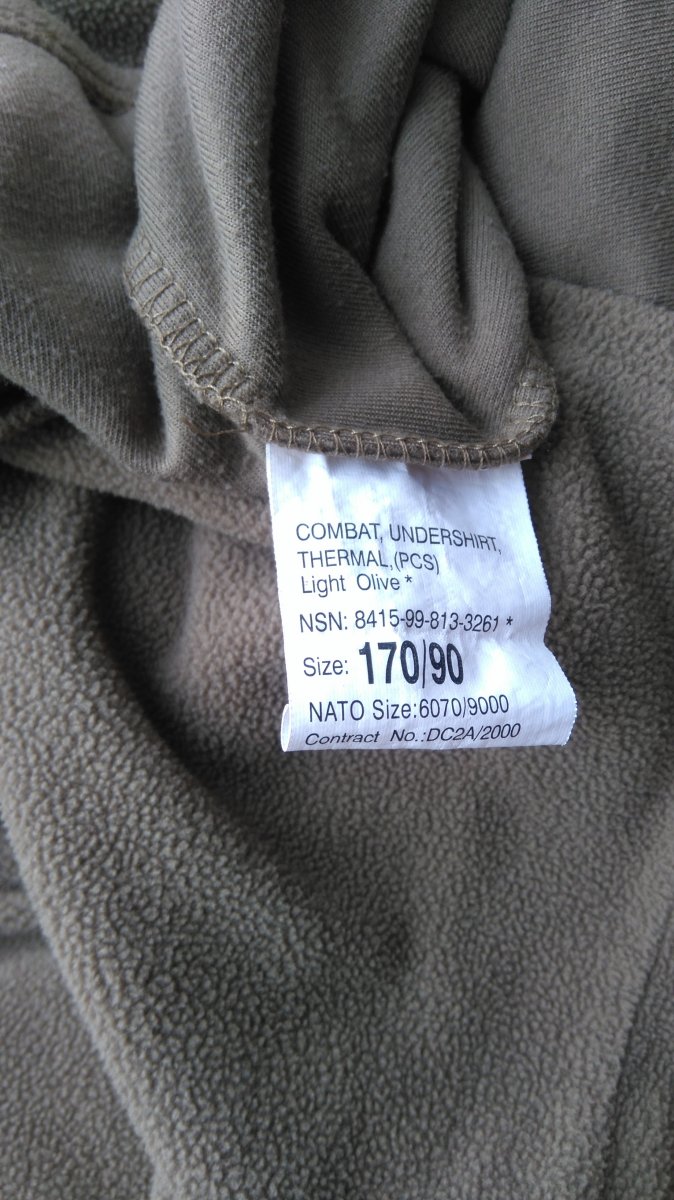 COMBAT, UNDERSHIRT,
THERMAL,(PCS)
Light Olive *
NSN: 8415-99-813-3261 *
Size: 170/90
NATO Size:6070/9000
Contract No.:DC2A/2000